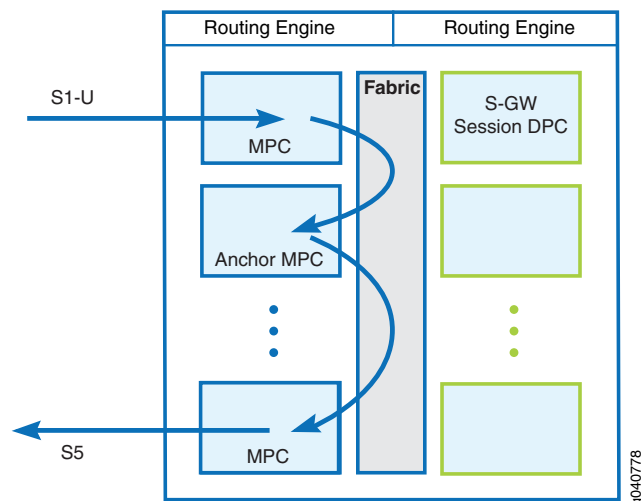 Routing Engine
Routing Engine
S1-U
MPC
Fabric
S-GW
Session DPC
Anchor MPC
S5
MPC
g040778